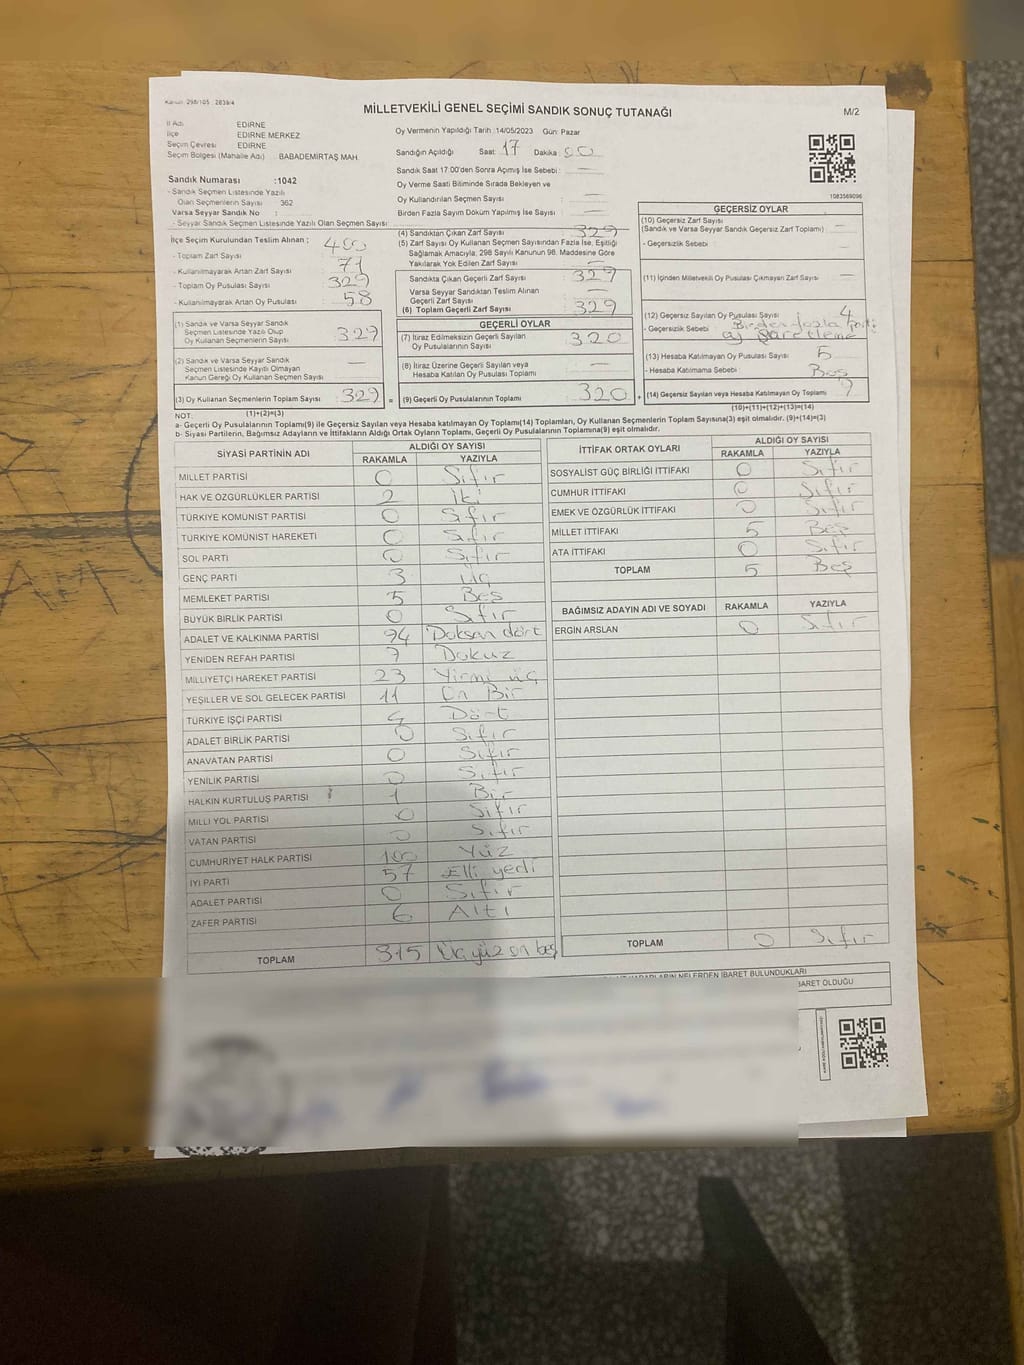 Kanun: 298/105 , 2839/4
MİLLETVEKİLİ GENEL SEÇİMİ SANDIK SONUÇ TUTANAĞI
M/2
İl Adı EDİRNE
İlçe EDİRNE MERKEZ
Seçim Çevresi EDİRNE
Seçim Bölgesi (Mahalle Adı) : BABADEMİRTAŞ MAH.
Oy Vermenin Yapıldığı Tarih :14/05/2023 Gün: Pazar
Sandığın Açıldığı Saat: 17 Dakika: 00
Sandık Saat 17:00'den Sonra Açımış İse Sebebi : —
Oy Verme Saati Bitiminde Sırada Bekleyen ve
Oy Kullandırılan Seçmen Sayısı : —
Birden Fazla Sayım Döküm Yapılmış İse Sayısı : —
1083569096
Sandık Numarası :1042
- Sandık Seçmen Listesinde Yazılı
Olan Seçmenlerin Sayısı : 362
Varsa Seyyar Sandık No :
- Seyyar Sandık Seçmen Listesinde Yazılı Olan Seçmen Sayısı :
İlçe Seçim Kurulundan Teslim Alınan ;
- Toplam Zarf Sayısı : 400
- Kullanılmayarak Artan Zarf Sayısı : 71
- Toplam Oy Pusulası Sayısı : 329
- Kullanılmayarak Artan Oy Pusulası : 58
(1) Sandık ve Varsa Seyyar Sandık
Seçmen Listesinde Yazılı Olup
Oy Kullanan Seçmenlerin Sayısı : 329
(2) Sandık ve Varsa Seyyar Sandık
Seçmen Listesinde Kayıtlı Olmayan
Kanun Gereği Oy Kullanan Seçmen Sayısı : —
(3) Oy Kullanan Seçmenlerin Toplam Sayısı : 329 =
(1)+(2)=(3)
(4) Sandıktan Çıkan Zarf Sayısı : 329
(5) Zarf Sayısı Oy Kullanan Seçmen Sayısından Fazla İse, Eşitliği
Sağlamak Amacıyla, 298 Sayılı Kanunun 98. Maddesine Göre
Yakılarak Yok Edilen Zarf Sayısı : —
Sandıkta Çıkan Geçerli Zarf Sayısı : 329
Varsa Seyyar Sandıktan Teslim Alınan
Geçerli Zarf Sayısı : —
(6) Toplam Geçerli Zarf Sayısı : 329
GEÇERLİ OYLAR
(7) İtiraz Edilmeksizin Geçerli Sayılan
Oy Pusulalarının Sayısı : 320
(8) İtiraz Üzerine Geçerli Sayılan veya
Hesaba Katılan Oy Pusulası Toplamı : —
(9) Geçerli Oy Pusulalarının Toplamı : 320 +
GEÇERSİZ OYLAR
(10) Geçersiz Zarf Sayısı
(Sandık ve Varsa Seyyar Sandık Geçersiz Zarf Toplamı) : —
- Geçersizlik Sebebi : —
(11) İçinden Milletvekili Oy Pusulası Çıkmayan Zarf Sayısı : —
(12) Geçersiz Sayılan Oy Pusulası Sayısı : 4
- Geçersizlik Sebebi : Birden fazla parti
(13) Hesaba Katılmayan Oy Pusulası Sayısı : 5
- Hesaba Katılmama Sebebi : Boş
(14) Geçersiz Sayılan veya Hesaba Katılmayan Oy Toplamı : 9
(10)+(11)+(12)+(13)=(14)
NOT:
a- Geçerli Oy Pusulalarının Toplamı(9) ile Geçersiz Sayılan veya Hesaba katılmayan Oy Toplamı(14) Toplamları, Oy Kullanan Seçmenlerin Toplam Sayısına(3) eşit olmalıdır. (9)+(14)=(3)
b- Siyasi Partilerin, Bağımsız Adayların ve İttifakların Aldığı Ortak Oyların Toplamı, Geçerli Oy Pusulalarının Toplamına(9) eşit olmalıdır.
SİYASİ PARTİNİN ADI ALDIĞI OY SAYISI
RAKAMLA YAZIYLA
MİLLET PARTİSİ 0 Sıfır
HAK VE ÖZGÜRLÜKLER PARTİSİ 2 İki
TÜRKİYE KOMÜNİST PARTİSİ 0 Sıfır
TÜRKİYE KOMÜNİST HAREKETİ 0 Sıfır
SOL PARTİ 0 Sıfır
GENÇ PARTİ 3 Üç
MEMLEKET PARTİSİ 5 Beş
BÜYÜK BİRLİK PARTİSİ 0 Sıfır
ADALET VE KALKINMA PARTİSİ 94 Doksan dört
YENİDEN REFAH PARTİSİ 9 Dokuz
MİLLİYETÇİ HAREKET PARTİSİ 23 Yirmi üç
YEŞİLLER VE SOL GELECEK PARTİSİ 11 On Bir
TÜRKİYE İŞÇİ PARTİSİ 4 Dört
ADALET BİRLİK PARTİSİ 0 Sıfır
ANAVATAN PARTİSİ 0 Sıfır
YENİLİK PARTİSİ 0 Sıfır
HALKIN KURTULUŞ PARTİSİ 1 Bir
MİLLİ YOL PARTİSİ 0 Sıfır
VATAN PARTİSİ 0 Sıfır
CUMHURİYET HALK PARTİSİ 100 Yüz
İYİ PARTİ 57 Elli yedi
ADALET PARTİSİ 0 Sıfır
ZAFER PARTİSİ 6 Altı
TOPLAM 315 Üç yüz on beş
İTTİFAK ORTAK OYLARI ALDIĞI OY SAYISI
RAKAMLA YAZIYLA
SOSYALİST GÜÇ BİRLİĞİ İTTİFAKI 0 Sıfır
CUMHUR İTTİFAKI 0 Sıfır
EMEK VE ÖZGÜRLÜK İTTİFAKI 0 Sıfır
MİLLET İTTİFAKI 5 Beş
ATA İTTİFAKI 0 Sıfır
TOPLAM 5 Beş
BAĞIMSIZ ADAYIN ADI VE SOYADI RAKAMLA YAZIYLA
ERGİN ARSLAN 0 Sıfır
TOPLAM 0 Sıfır
NELERDEN İBARET BULUNDUKLARI
İBARET OLDUĞU